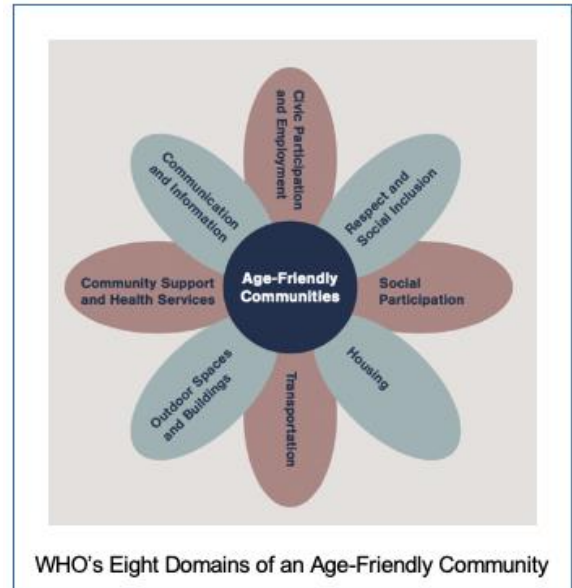 Civic Participation
and Employment
Respect and
Social Inclusion
Social
Participation
Housing
Transportation
Outdoor Spaces
and Buildings
Community Support
and Health Services
Communication
and Information
Age-Friendly
Communities
WHO's Eight Domains of an Age-Friendly Community